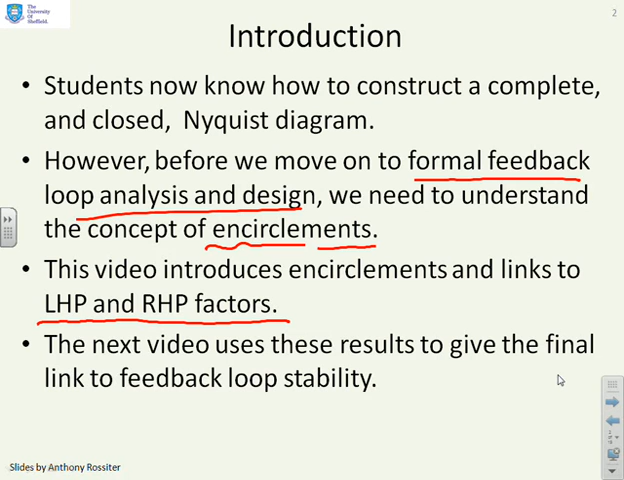 The
University
Of
Sheffield.
2
Introduction
• Students now know how to construct a complete,
and closed, Nyquist diagram.
• However, before we move on to formal feedback
loop analysis and design, we need to understand
the concept of encirclements.
• This video introduces encirclements and links to
LHP and RHP factors.
• The next video uses these results to give the final
link to feedback loop stability.
Slides by Anthony Rossiter